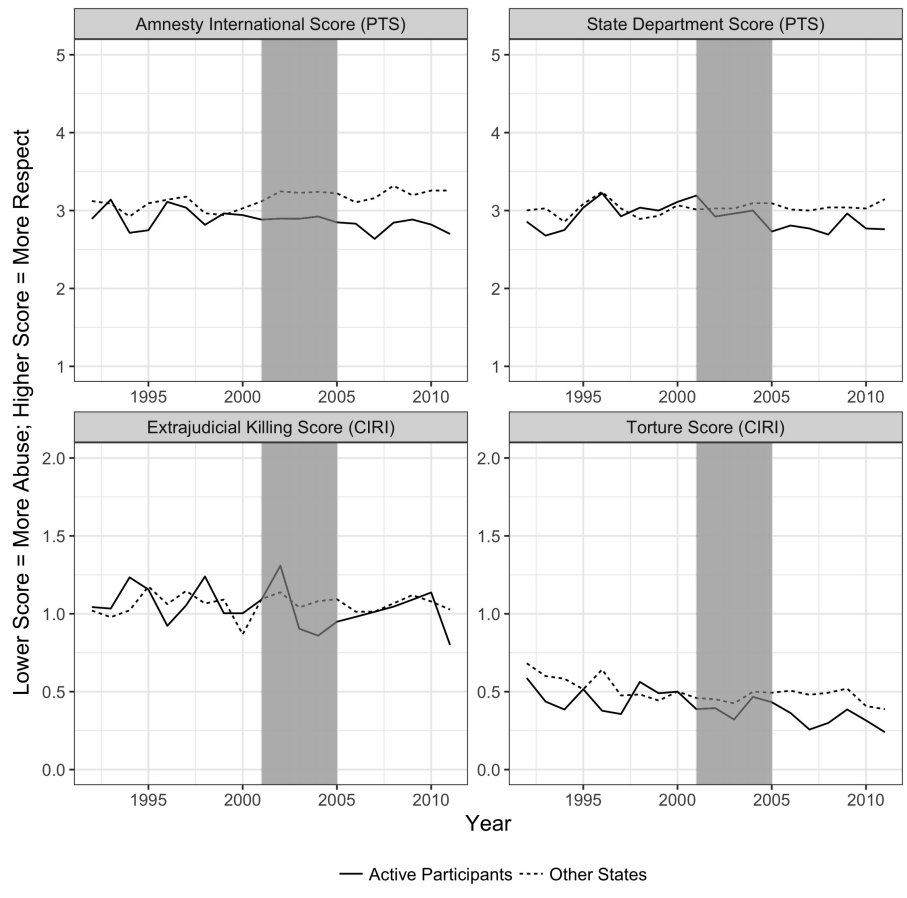 Amnesty International Score (PTS)
State Department Score (PTS)
5
4
3
2
1
5
4
3
2
1
1995 2000 2005 2010
1995 2000 2005 2010
Lower Score = More Abuse; Higher Score = More Respect
Extrajudicial Killing Score (CIRI)
Torture Score (CIRI)
2.0
1.5
1.0
0.5
0.0
2.0
1.5
1.0
0.5
0.0
1995 2000 2005 2010
1995 2000 2005 2010
Year
Active Participants Other States